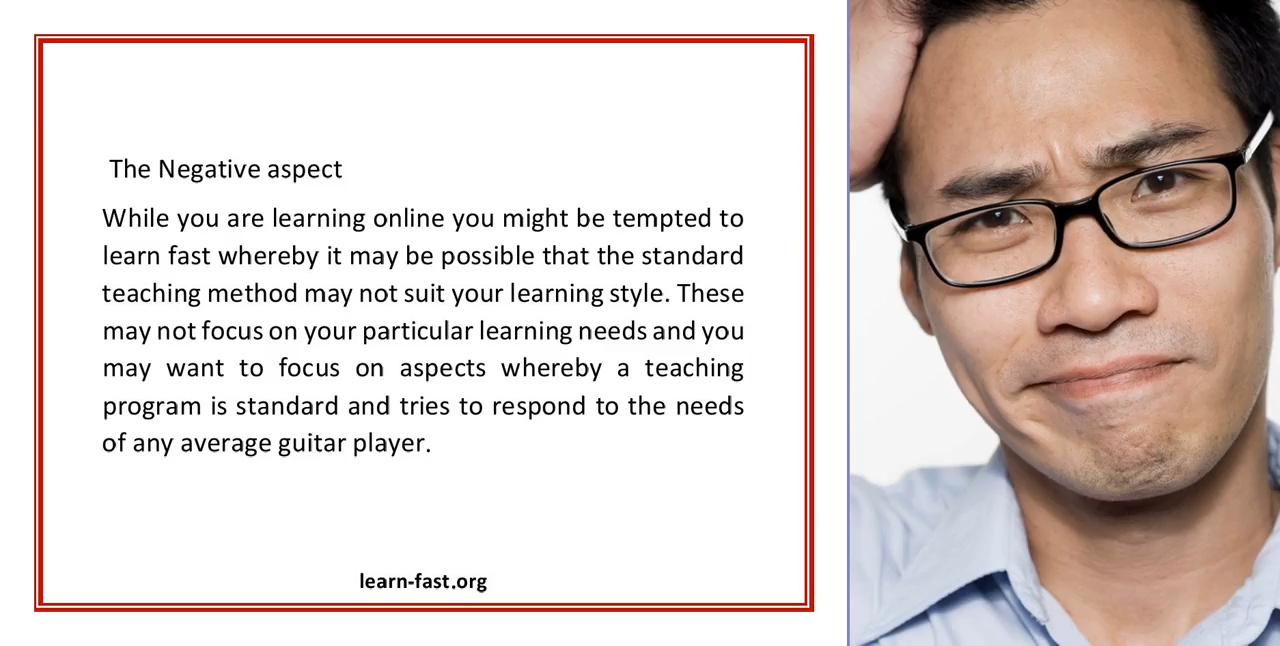 The Negative aspect
While you are learning online you might be tempted to
learn fast whereby it may be possible that the standard
teaching method may not suit your learning style. These
may not focus on your particular learning needs and you
may want to focus on aspects whereby a teaching
program is standard and tries to respond to the needs
of any average guitar player.
learn-fast.org